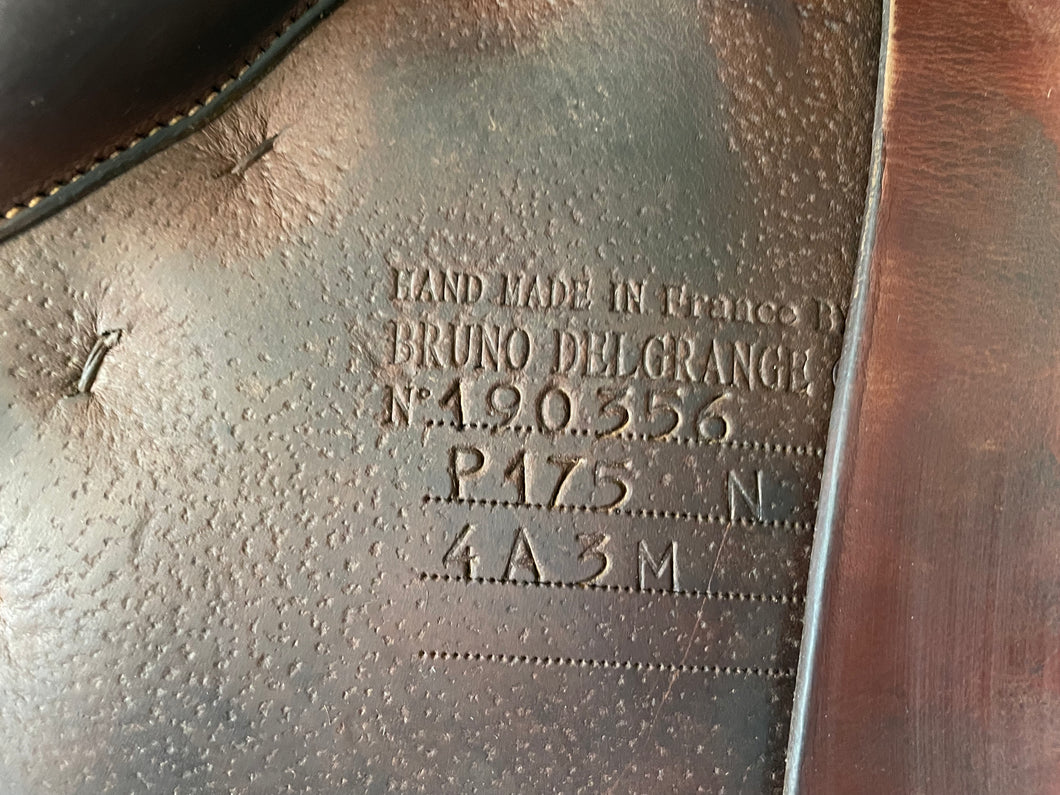 HAND MADE IN France BY
BRUNO DELGRANGE
N° 190356
P175 N
4A3M